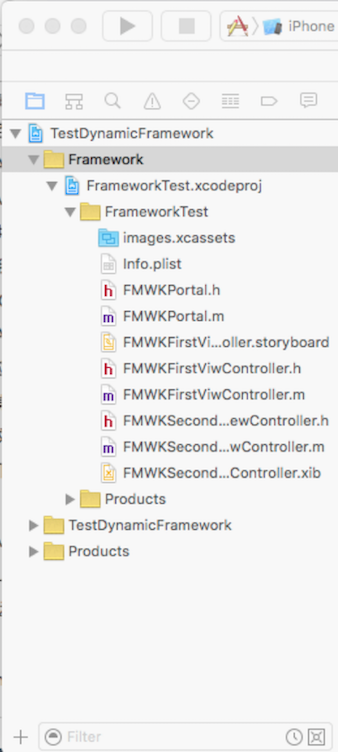 iPhone
TestDynamicFramework
Framework
FrameworkTest.xcodeproj
FrameworkTest
images.xcassets
Info.plist
h FMWKPortal.h
m FMWKPortal.m
FMWKFirstVi...oller.storyboard
h FMWKFirstViwController.h
m FMWKFirstViwController.m
h FMWKSecond...ewController.h
m FMWKSecond...wController.m
FMWKSecond...Controller.xib
Products
TestDynamicFramework
Products
Filter